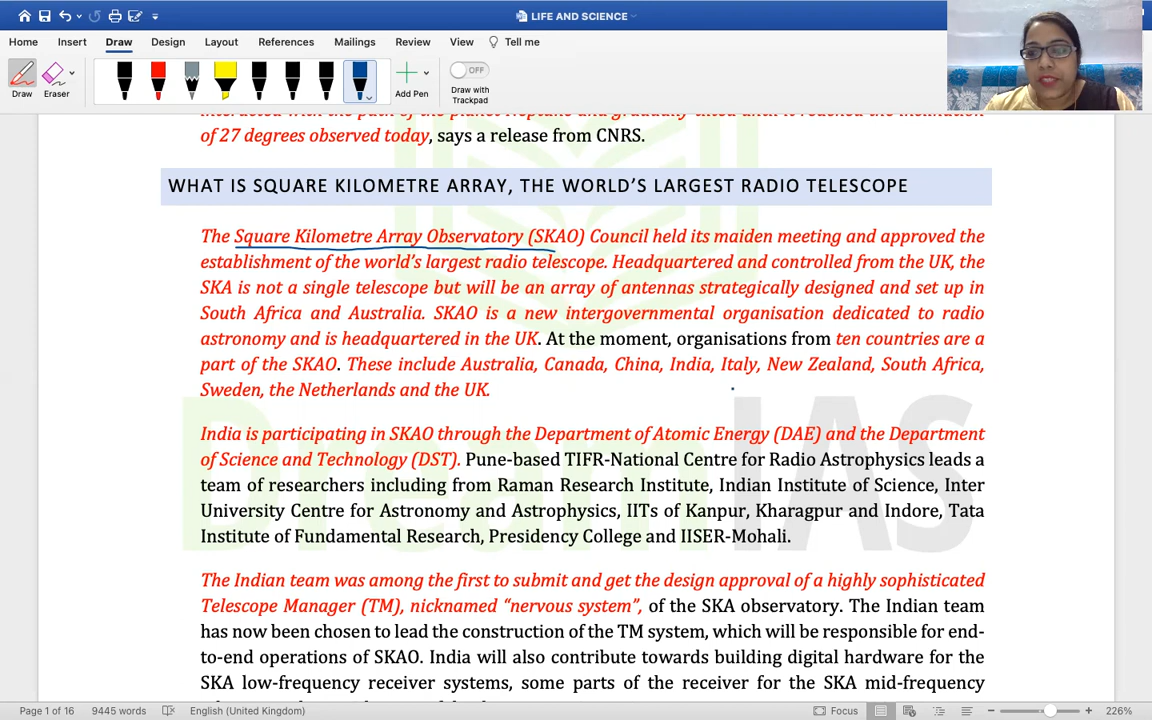 LIFE AND SCIENCE
Home Insert Draw Design Layout References Mailings Review View Tell me
OFF
Draw Eraser Add Pen Draw with Trackpad
of 27 degrees observed today, says a release from CNRS.
WHAT IS SQUARE KILOMETRE ARRAY, THE WORLD'S LARGEST RADIO TELESCOPE
The Square Kilometre Array Observatory (SKAO) Council held its maiden meeting and approved the
establishment of the world's largest radio telescope. Headquartered and controlled from the UK, the
SKA is not a single telescope but will be an array of antennas strategically designed and set up in
South Africa and Australia. SKAO is a new intergovernmental organisation dedicated to radio
astronomy and is headquartered in the UK. At the moment, organisations from ten countries are a
part of the SKAO. These include Australia, Canada, China, India, Italy, New Zealand, South Africa,
Sweden, the Netherlands and the UK.
India is participating in SKAO through the Department of Atomic Energy (DAE) and the Department
of Science and Technology (DST). Pune-based TIFR-National Centre for Radio Astrophysics leads a
team of researchers including from Raman Research Institute, Indian Institute of Science, Inter
University Centre for Astronomy and Astrophysics, IITs of Kanpur, Kharagpur and Indore, Tata
Institute of Fundamental Research, Presidency College and IISER-Mohali.
DreamIAS
The Indian team was among the first to submit and get the design approval of a highly sophisticated
Telescope Manager (TM), nicknamed "nervous system", of the SKA observatory. The Indian team
has now been chosen to lead the construction of the TM system, which will be responsible for end-
to-end operations of SKAO. India will also contribute towards building digital hardware for the
SKA low-frequency receiver systems, some parts of the receiver for the SKA mid-frequency
Page 1 of 16 9445 words English (United Kingdom) Focus 226%